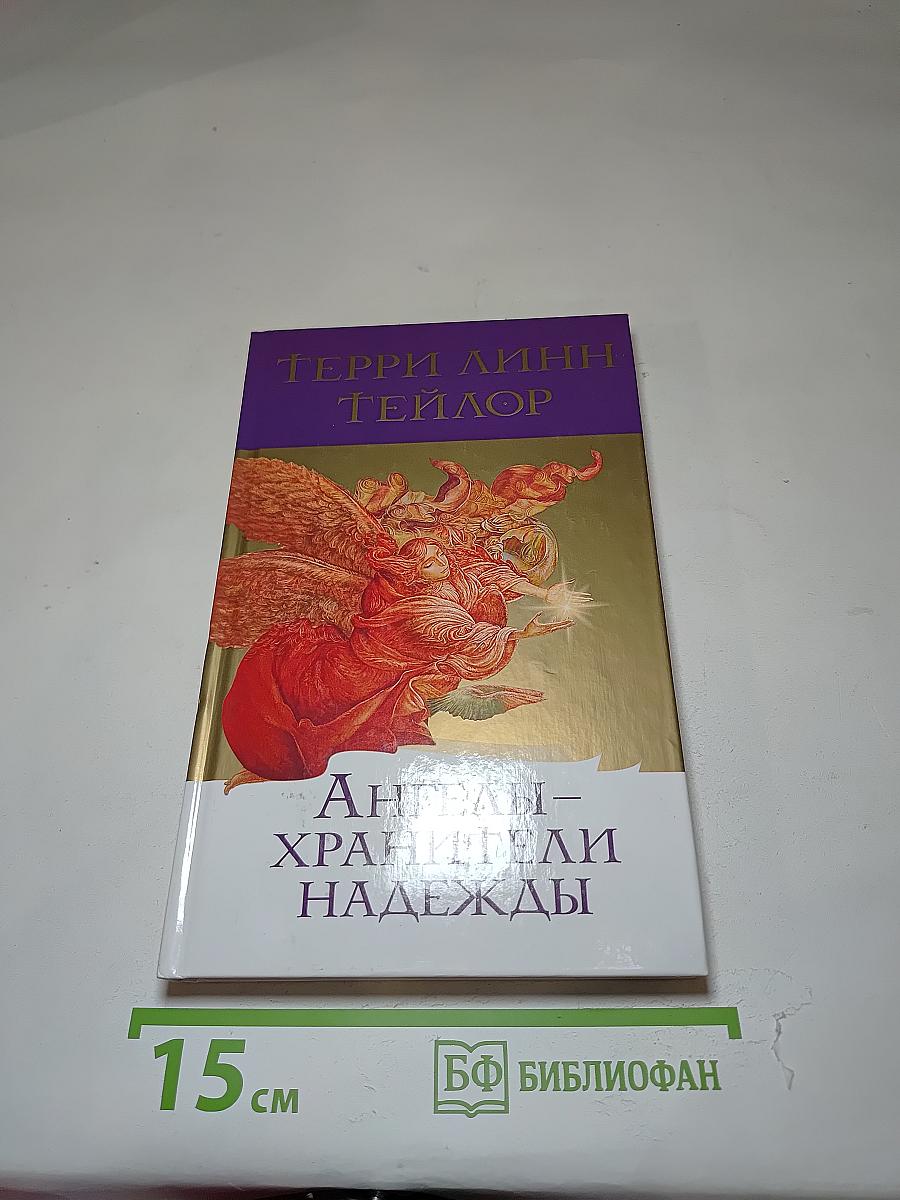 ТЕРРИ ЛИНН
ТЕЙЛОР
АНГЕЛЫ–
ХРАНИТЕЛИ
НАДЕЖДЫ
15 см
БФ БИБЛИОФАН